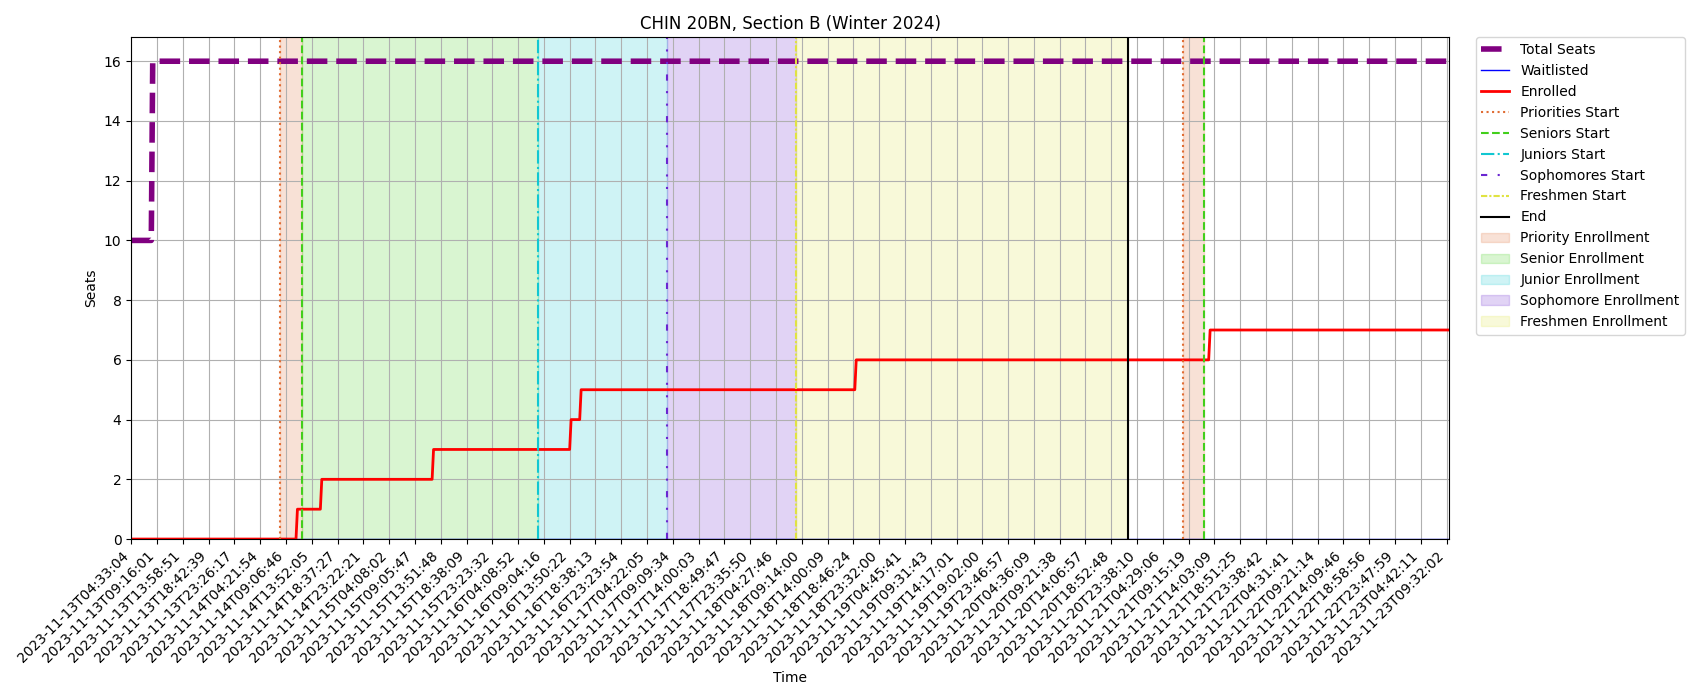 CHIN 20BN, Section B (Winter 2024)
Seats
16
14
12
10
8
6
4
2
0
2023-11-13T04:33:04
2023-11-13T09:16:01
2023-11-13T13:58:51
2023-11-13T18:42:39
2023-11-13T23:26:17
2023-11-14T04:21:54
2023-11-14T09:06:46
2023-11-14T13:52:05
2023-11-14T18:37:27
2023-11-14T23:22:21
2023-11-15T04:08:02
2023-11-15T09:05:47
2023-11-15T13:51:48
2023-11-15T18:38:09
2023-11-15T23:23:32
2023-11-16T04:08:52
2023-11-16T09:04:16
2023-11-16T13:50:22
2023-11-16T18:38:13
2023-11-16T23:23:54
2023-11-17T04:22:05
2023-11-17T09:09:34
2023-11-17T14:00:03
2023-11-17T18:49:47
2023-11-17T23:35:50
2023-11-18T04:27:46
2023-11-18T09:14:00
2023-11-18T14:00:09
2023-11-18T18:46:24
2023-11-18T23:32:00
2023-11-19T04:45:41
2023-11-19T09:31:43
2023-11-19T14:17:01
2023-11-19T19:02:00
2023-11-19T23:46:57
2023-11-20T04:36:09
2023-11-20T09:21:38
2023-11-20T14:06:57
2023-11-20T18:52:48
2023-11-20T23:38:10
2023-11-21T04:29:06
2023-11-21T09:15:19
2023-11-21T14:03:09
2023-11-21T18:51:25
2023-11-21T23:38:42
2023-11-22T04:31:41
2023-11-22T09:21:14
2023-11-22T14:09:46
2023-11-22T18:58:56
2023-11-22T23:47:59
2023-11-23T04:42:11
2023-11-23T09:32:02
Time
Total Seats
Waitlisted
Enrolled
Priorities Start
Seniors Start
Juniors Start
Sophomores Start
Freshmen Start
End
Priority Enrollment
Senior Enrollment
Junior Enrollment
Sophomore Enrollment
Freshmen Enrollment